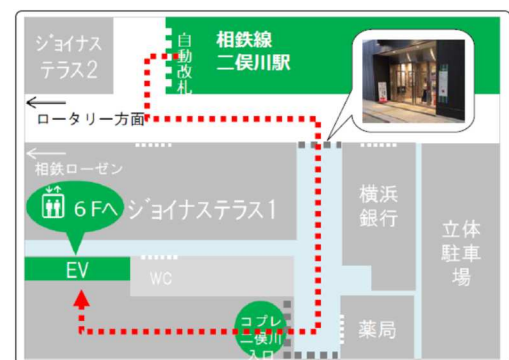 ジョイナス
テラス2
自動改札
相鉄線
二俣川駅
ロータリー方面
相鉄ローゼン
6Fへ
ジョイナステラス1
横浜
銀行
立体
駐車
場
EV
WC
コプレ
二俣川
入口
薬局